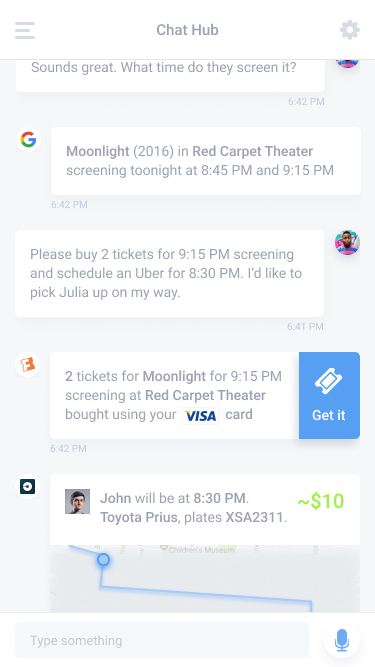 Chat Hub
Sounds great. What time do they screen it?
6:42 PM
Moonlight (2016) in Red Carpet Theater
screening toonight at 8:45 PM and 9:15 PM
6:42 PM
Please buy 2 tickets for 9:15 PM screening
and schedule an Uber for 8:30 PM. I'd like to
pick Julia up on my way.
6:41 PM
2 tickets for Moonlight for 9:15 PM
screening at Red Carpet Theater
bought using your VISA card
Get it
6:42 PM
John will be at 8:30 PM.
Toyota Prius, plates XSA2311.
~$10
Children's Museum
Type something